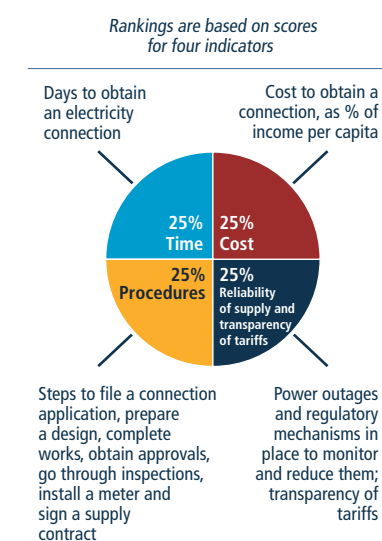 Rankings are based on scores
for four indicators
Days to obtain
an electricity
connection
Cost to obtain a
connection, as % of
income per capita
25%
Time
25%
Cost
25%
Procedures
25%
Reliability
of supply and
transparency
of tariffs
Steps to file a connection
application, prepare
a design, complete
works, obtain approvals,
go through inspections,
install a meter and
sign a supply
contract
Power outages
and regulatory
mechanisms in
place to monitor
and reduce them;
transparency of
tariffs